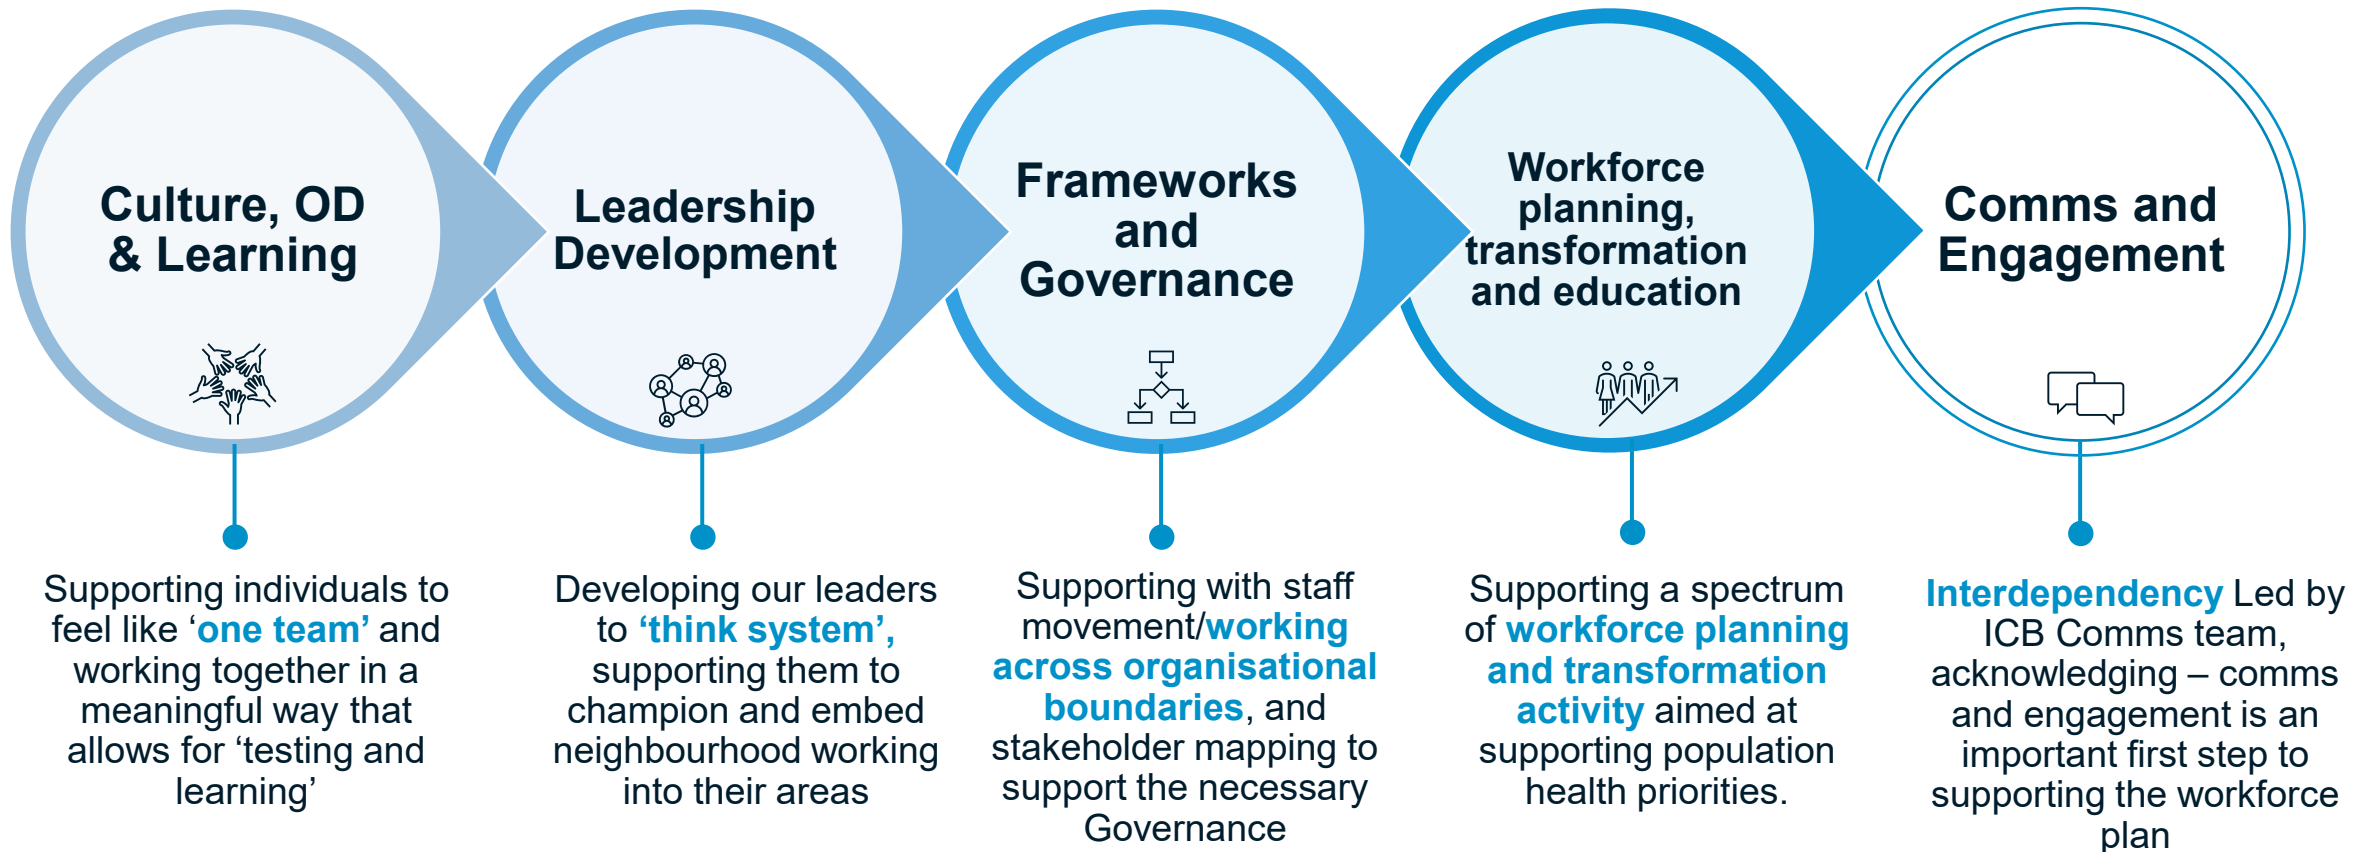 Culture, OD
& Learning
Leadership
Development
Frameworks
and
Governance
Workforce
planning,
transformation
and education
Comms and
Engagement
Supporting individuals to
feel like ‘one team’ and
working together in a
meaningful way that
allows for ‘testing and
learning’
Developing our leaders
to ‘think system’,
supporting them to
champion and embed
neighbourhood working
into their areas
Supporting with staff
movement/working
across organisational
boundaries, and
stakeholder mapping to
support the necessary
Governance
Supporting a spectrum
of workforce planning
and transformation
activity aimed at
supporting population
health priorities.
Interdependency Led by
ICB Comms team,
acknowledging – comms
and engagement is an
important first step to
supporting the workforce
plan